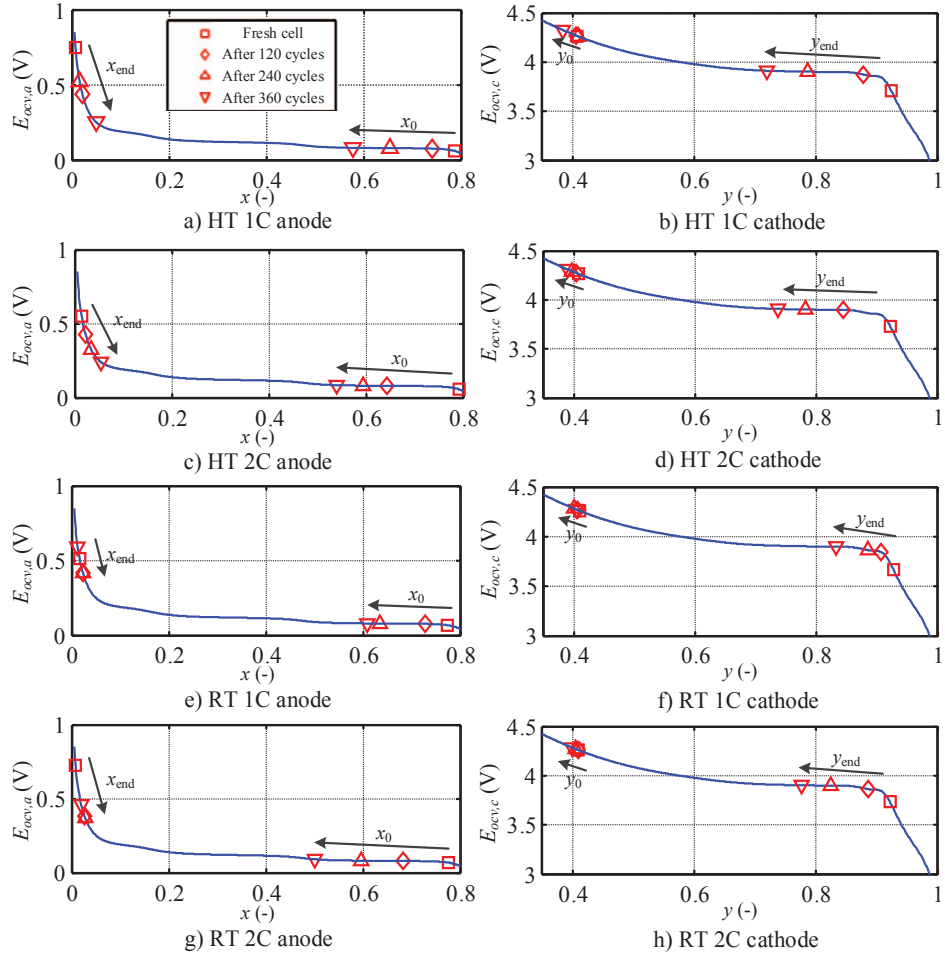 1
0.5
0
E_ocv,a (V)
Fresh cell
After 120 cycles
After 240 cycles
After 360 cycles
x_end
x_0
0
0.2
0.4
0.6
0.8
x (-)
a) HT 1C anode
4.5
4
3.5
3
E_ocv,c (V)
y_0
y_end
0.4
0.6
0.8
1
y (-)
b) HT 1C cathode
1
0.5
0
E_ocv,a (V)
x_end
x_0
0
0.2
0.4
0.6
0.8
x (-)
c) HT 2C anode
4.5
4
3.5
3
E_ocv,c (V)
y_0
y_end
0.4
0.6
0.8
1
y (-)
d) HT 2C cathode
1
0.5
0
E_ocv,a (V)
x_end
x_0
0
0.2
0.4
0.6
0.8
x (-)
e) RT 1C anode
4.5
4
3.5
3
E_ocv,c (V)
y_0
y_end
0.4
0.6
0.8
1
y (-)
f) RT 1C cathode
1
0.5
0
E_ocv,a (V)
x_end
x_0
0
0.2
0.4
0.6
0.8
x (-)
g) RT 2C anode
4.5
4
3.5
3
E_ocv,c (V)
y_0
y_end
0.4
0.6
0.8
1
y (-)
h) RT 2C cathode